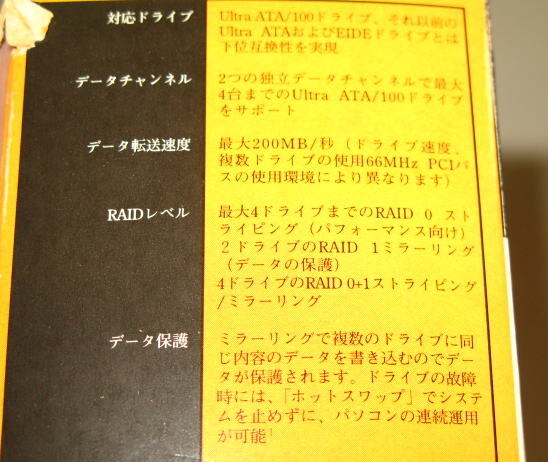 対応ドライブ
Ultra ATA/100ドライブ、それ以前の
Ultra ATAおよびEIDEドライブとは
下位互換性を実現
データチャンネル
2つの独立データチャンネルで最大
4台までのUltra ATA/100ドライブ
をサポート
データ転送速度
最大200MB/秒（ドライブ速度、
複数ドライブの使用66MHz PCIバ
スの使用環境により異なります）
RAIDレベル
最大4ドライブまでのRAID 0 スト
ライピング（パフォーマンス向け）
2ドライブのRAID 1ミラーリング
（データの保護）
4ドライブのRAID 0+1ストライピング
/ミラーリング
データ保護
ミラーリングで複数のドライブに同
じ内容のデータを書き込むのでデー
タが保護されます。ドライブの故障
時には、「ホットスワップ」でシステ
ムを止めずに、パソコンの連続運用
が可能1